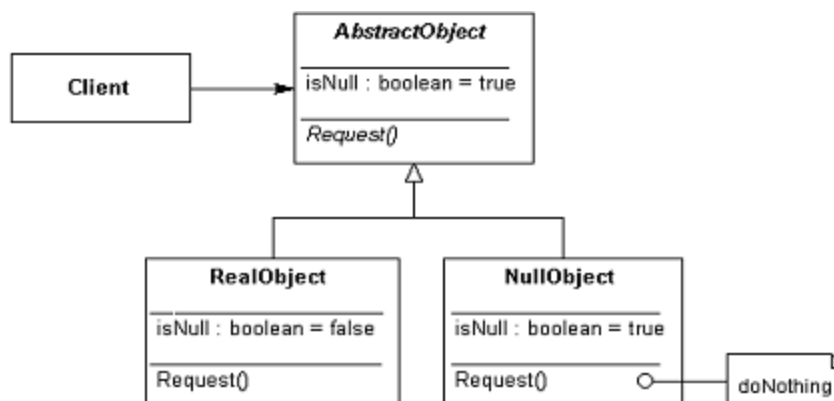 AbstractObject
Client
isNull : boolean = true
Request()
RealObject
isNull : boolean = false
Request()
NullObject
isNull : boolean = true
Request()
doNothing